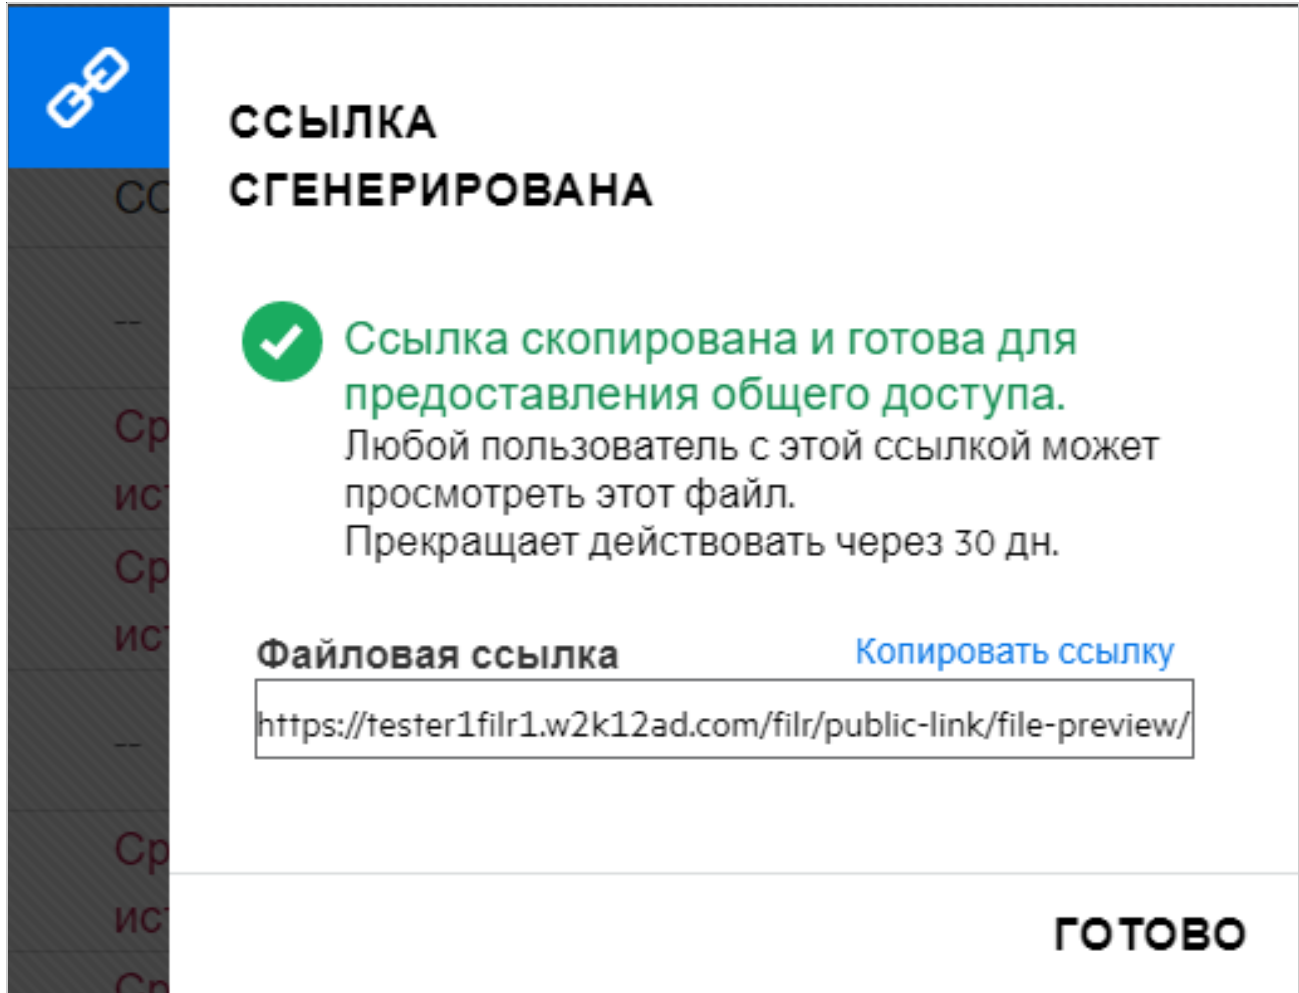 ССЫЛКА
СГЕНЕРИРОВАНА
Ссылка скопирована и готова для
предоставления общего доступа.
Любой пользователь с этой ссылкой может
просмотреть этот файл.
Прекращает действовать через 30 дн.
Файловая ссылка
Копировать ссылку
https://tester1filr1.w2k12ad.com/filr/public-link/file-preview/
ГОТОВО
--
--